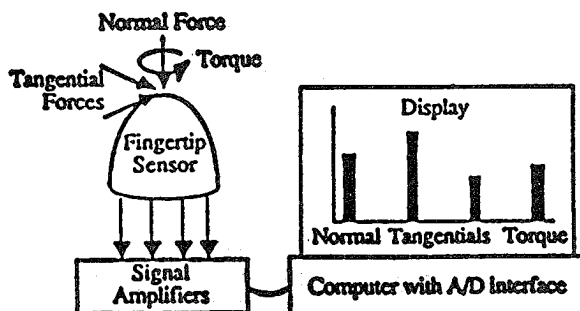 Normal Force
Torque
Tangential
Forces
Fingertip
Sensor
Signal
Amplifiers
Display
Normal Tangentials Torque
Computer with A/D Interface